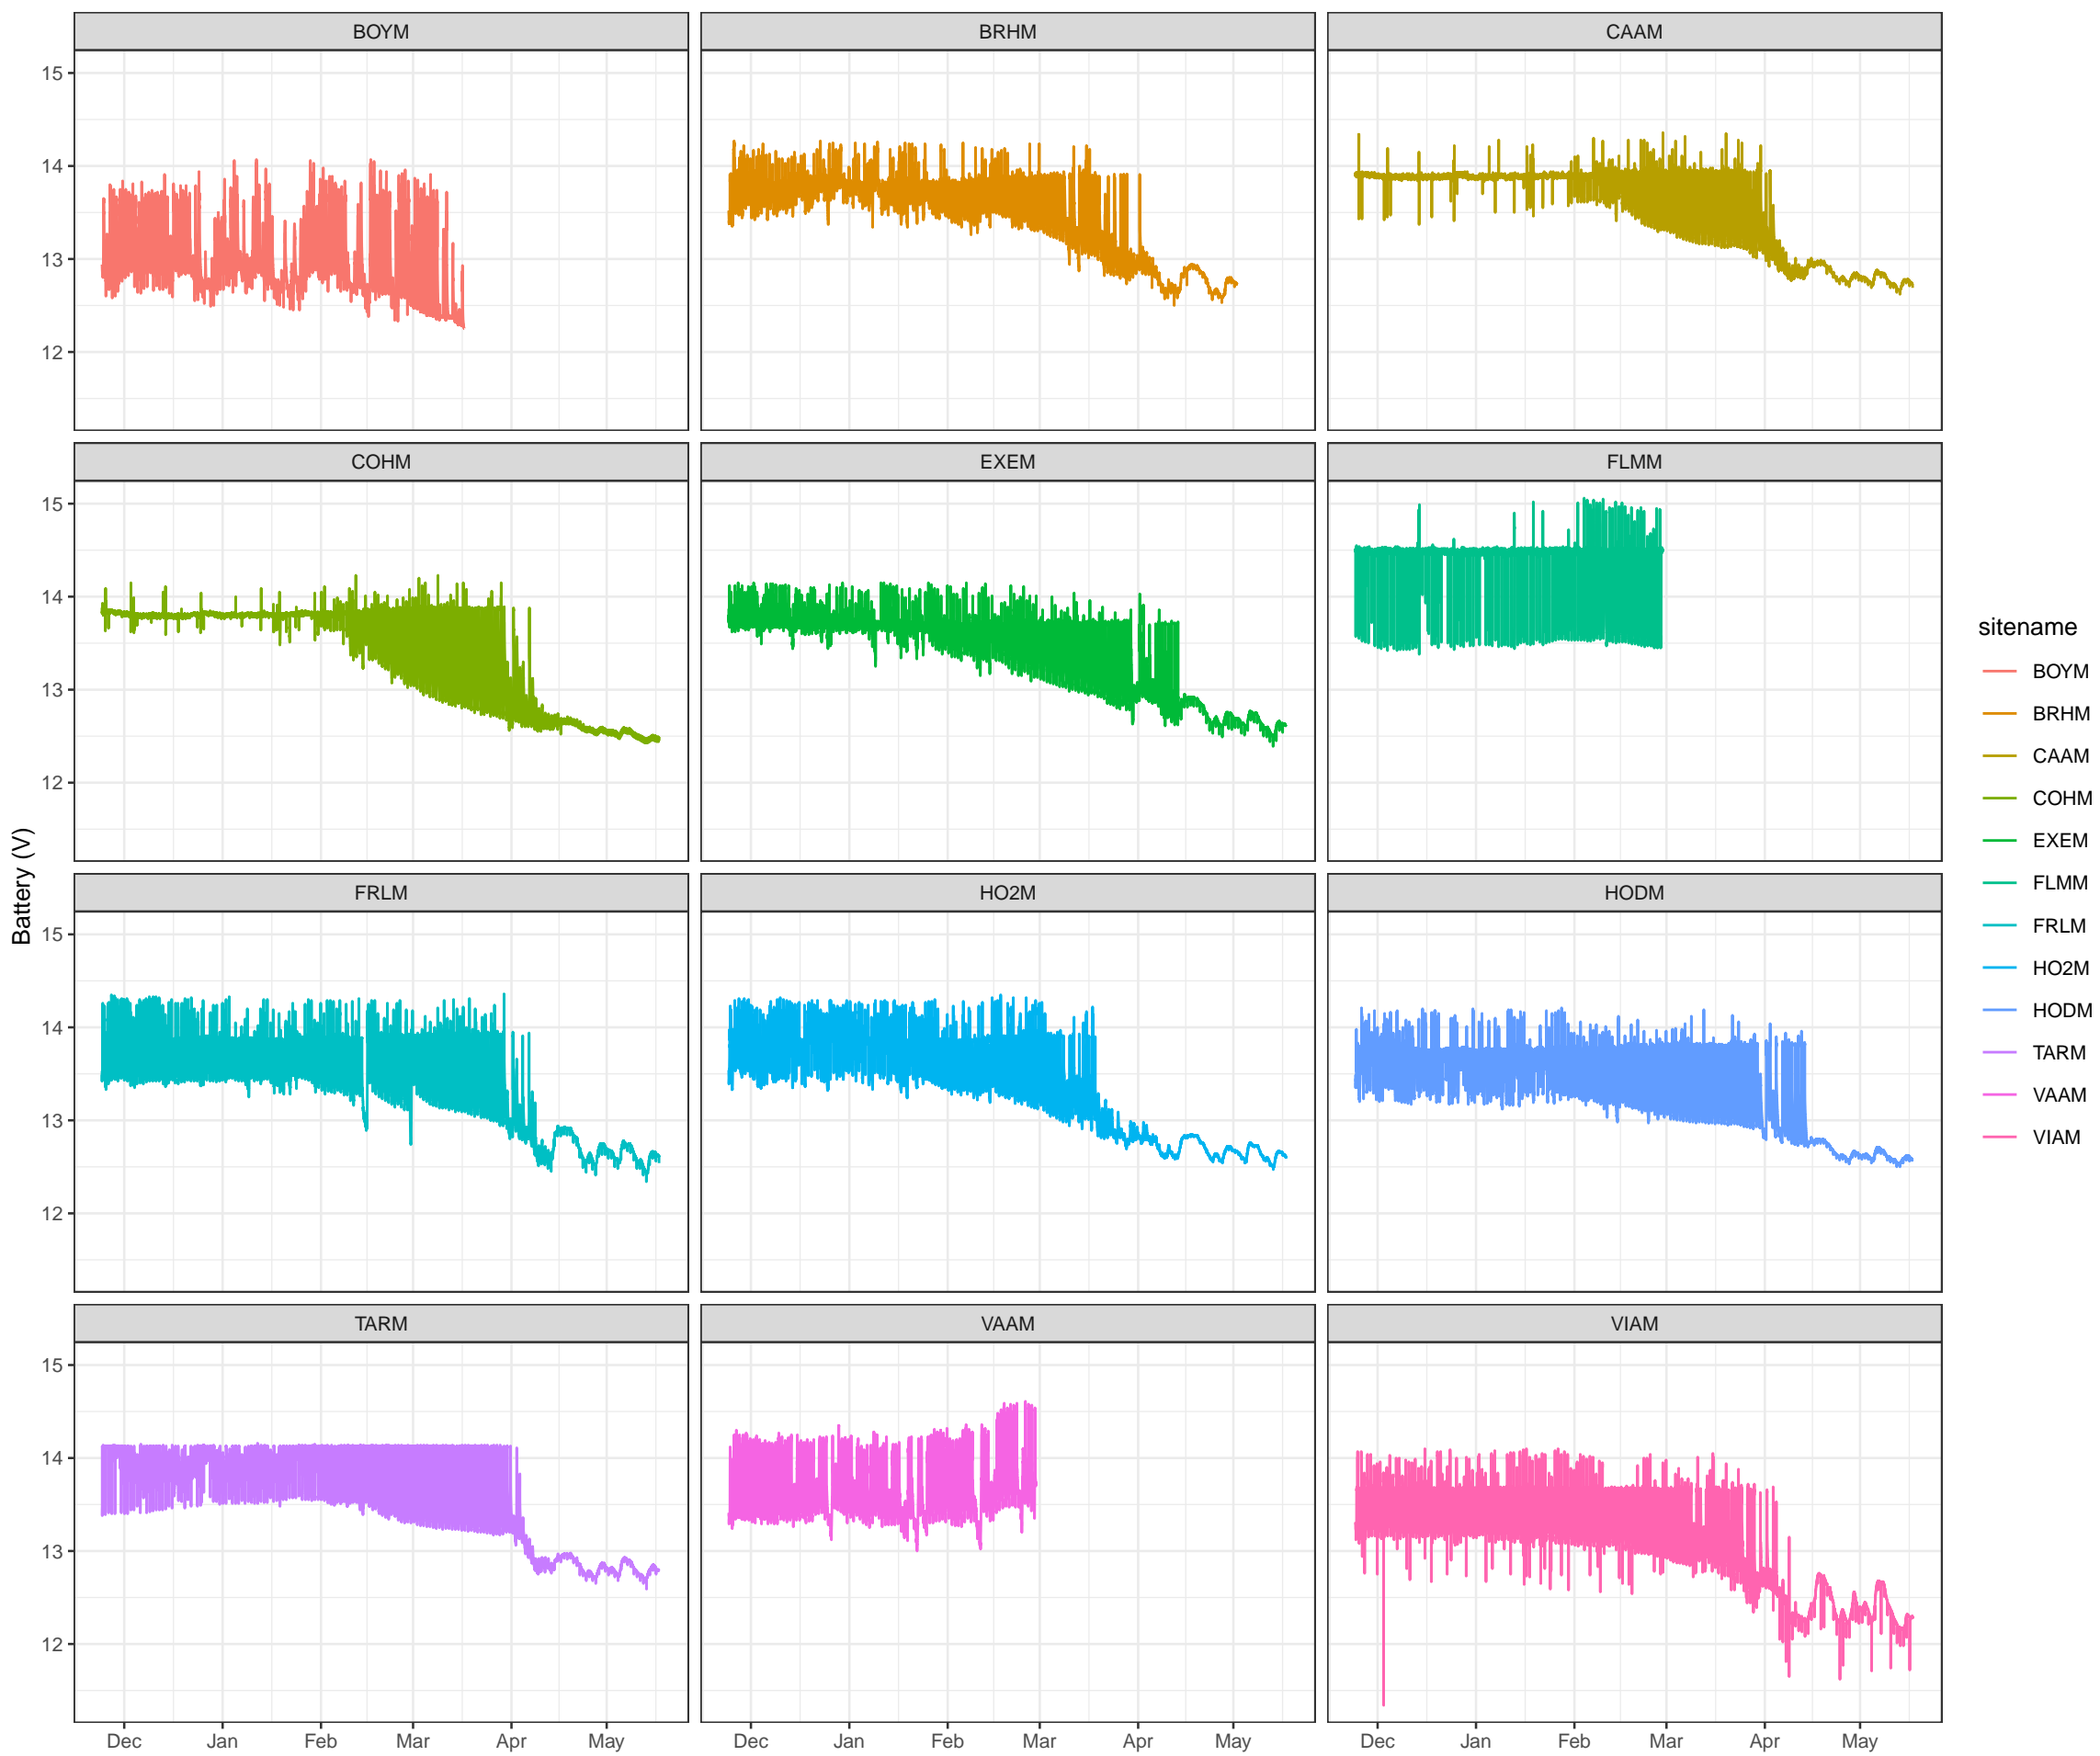 BOYM BRHM CAAM
15
14
13
12
COHM EXEM FLMM
15
14
13
12
FRLM HO2M HODM
15
14
13
12
TARM VAAM VIAM
15
14
13
12
Dec Jan Feb Mar Apr May Dec Jan Feb Mar Apr May Dec Jan Feb Mar Apr May
Battery (V)
sitename
BOYM
BRHM
CAAM
COHM
EXEM
FLMM
FRLM
HO2M
HODM
TARM
VAAM
VIAM